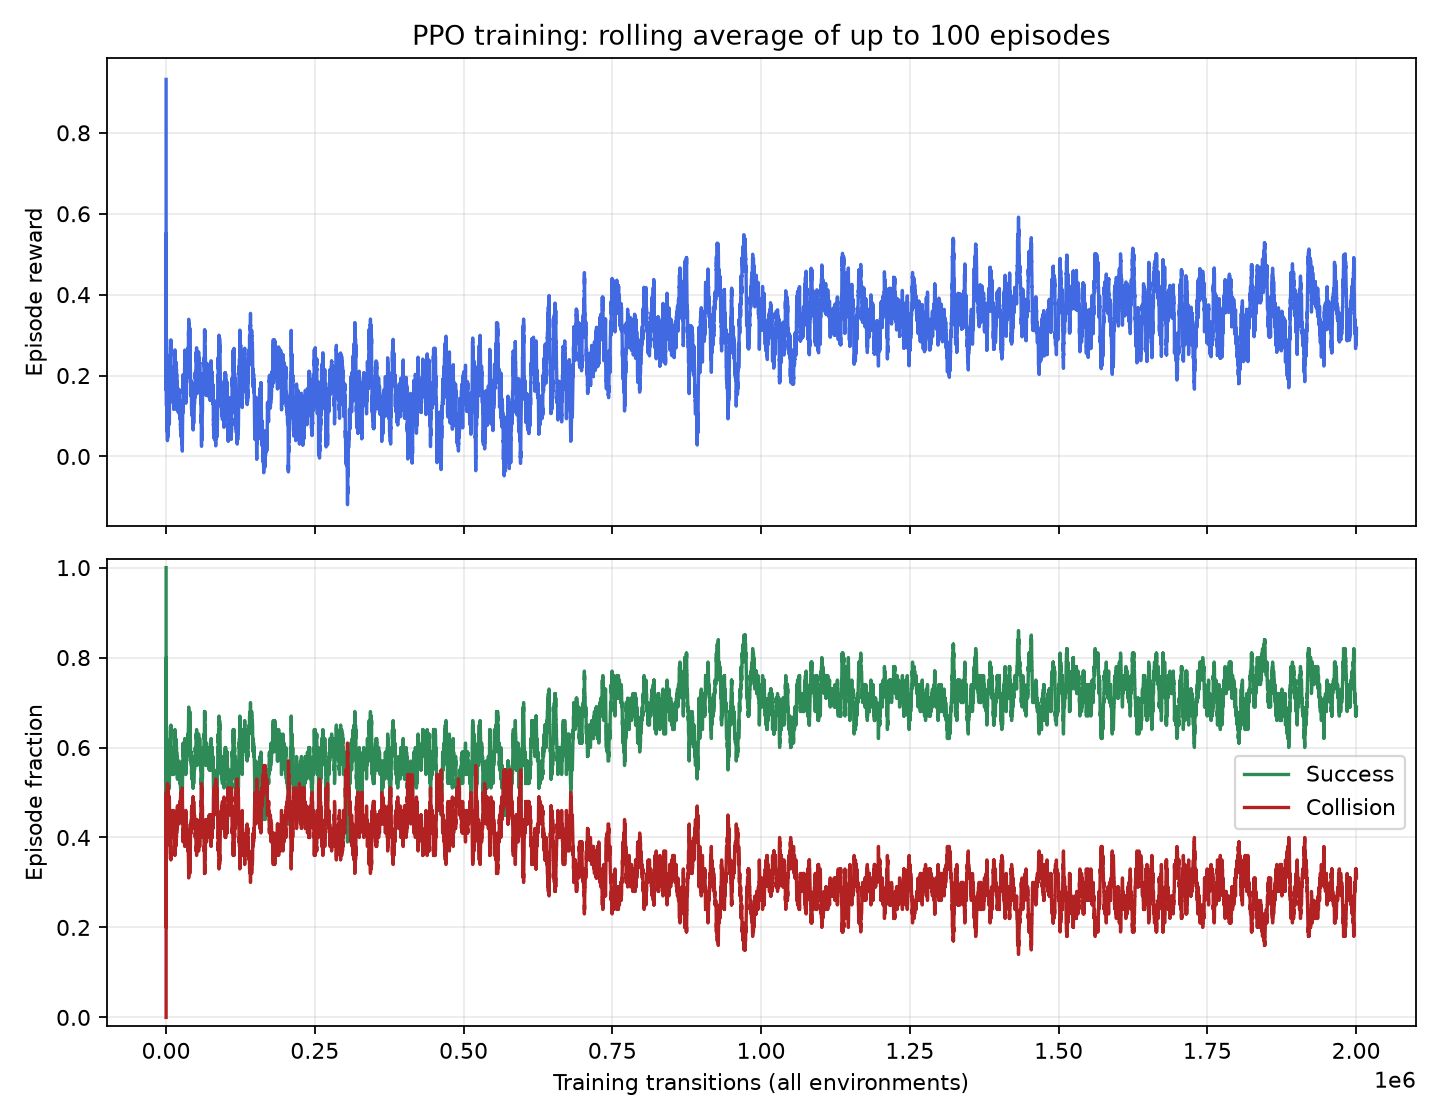 PPO training: rolling average of up to 100 episodes
Episode reward
0.8
0.6
0.4
0.2
0.0
Episode fraction
1.0
0.8
0.6
0.4
0.2
0.0
Success
Collision
0.00 0.25 0.50 0.75 1.00 1.25 1.50 1.75 2.00
1e6
Training transitions (all environments)